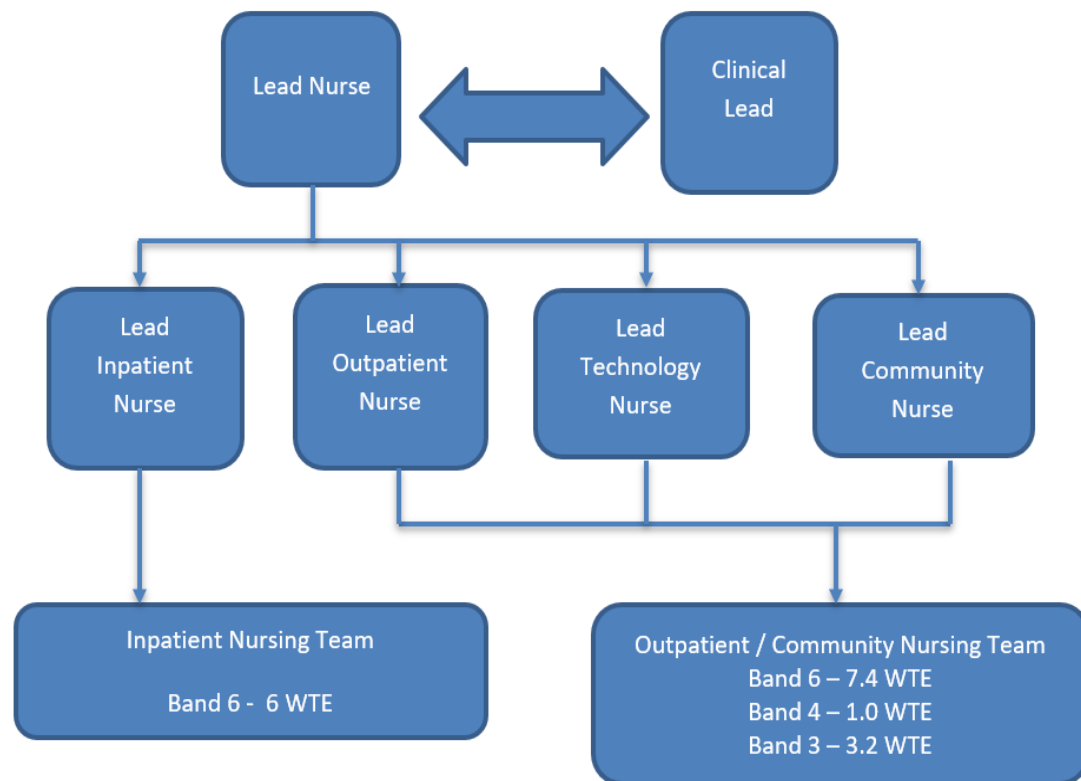 Lead Nurse
Clinical
Lead
Lead
Inpatient
Nurse
Lead
Outpatient
Nurse
Lead
Technology
Nurse
Lead
Community
Nurse
Inpatient Nursing Team
Band 6 -  6 WTE
Outpatient / Community Nursing Team
Band 6 – 7.4 WTE
Band 4 – 1.0 WTE
Band 3 – 3.2 WTE